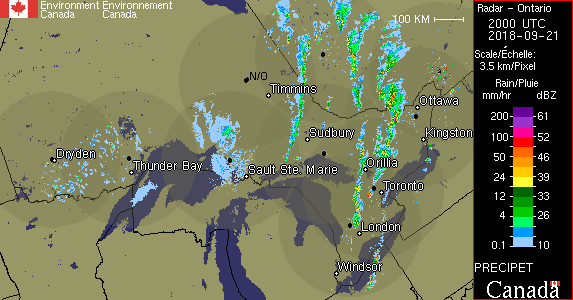 Environment Environnement
Canada Canada
100 KM
N/O
Timmins
Ottawa
Sudbury
Kingston
Dryden
Thunder Bay
Sault Ste. Marie
Orillia
Toronto
London
Windsor
Radar - Ontario
2000 UTC
2018-09-21
Scale/Échelle:
3.5 km/Pixel
Rain/Pluie
mm/hr dBZ
200 61
100 52
50 46
24 39
12 33
4 26
0.1 10
PRECIPET
Canada